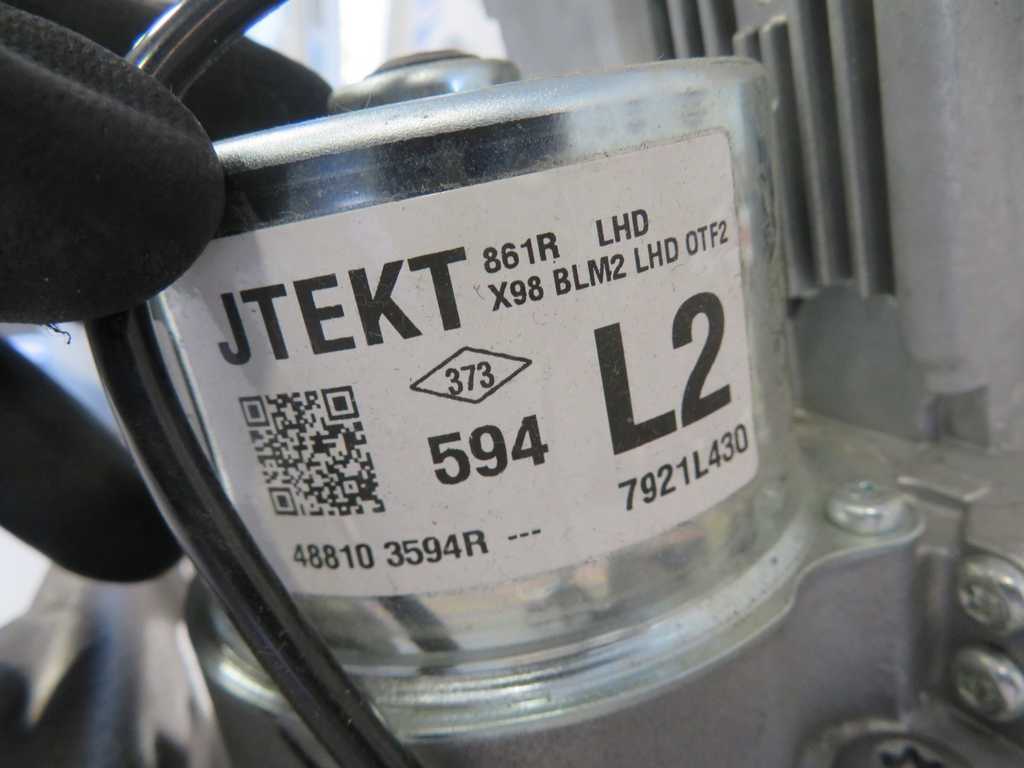 JTEKT
861R LHD
X98 BLM2 LHD OTF2
373
594
L2
7921L430
48810 3594R ---